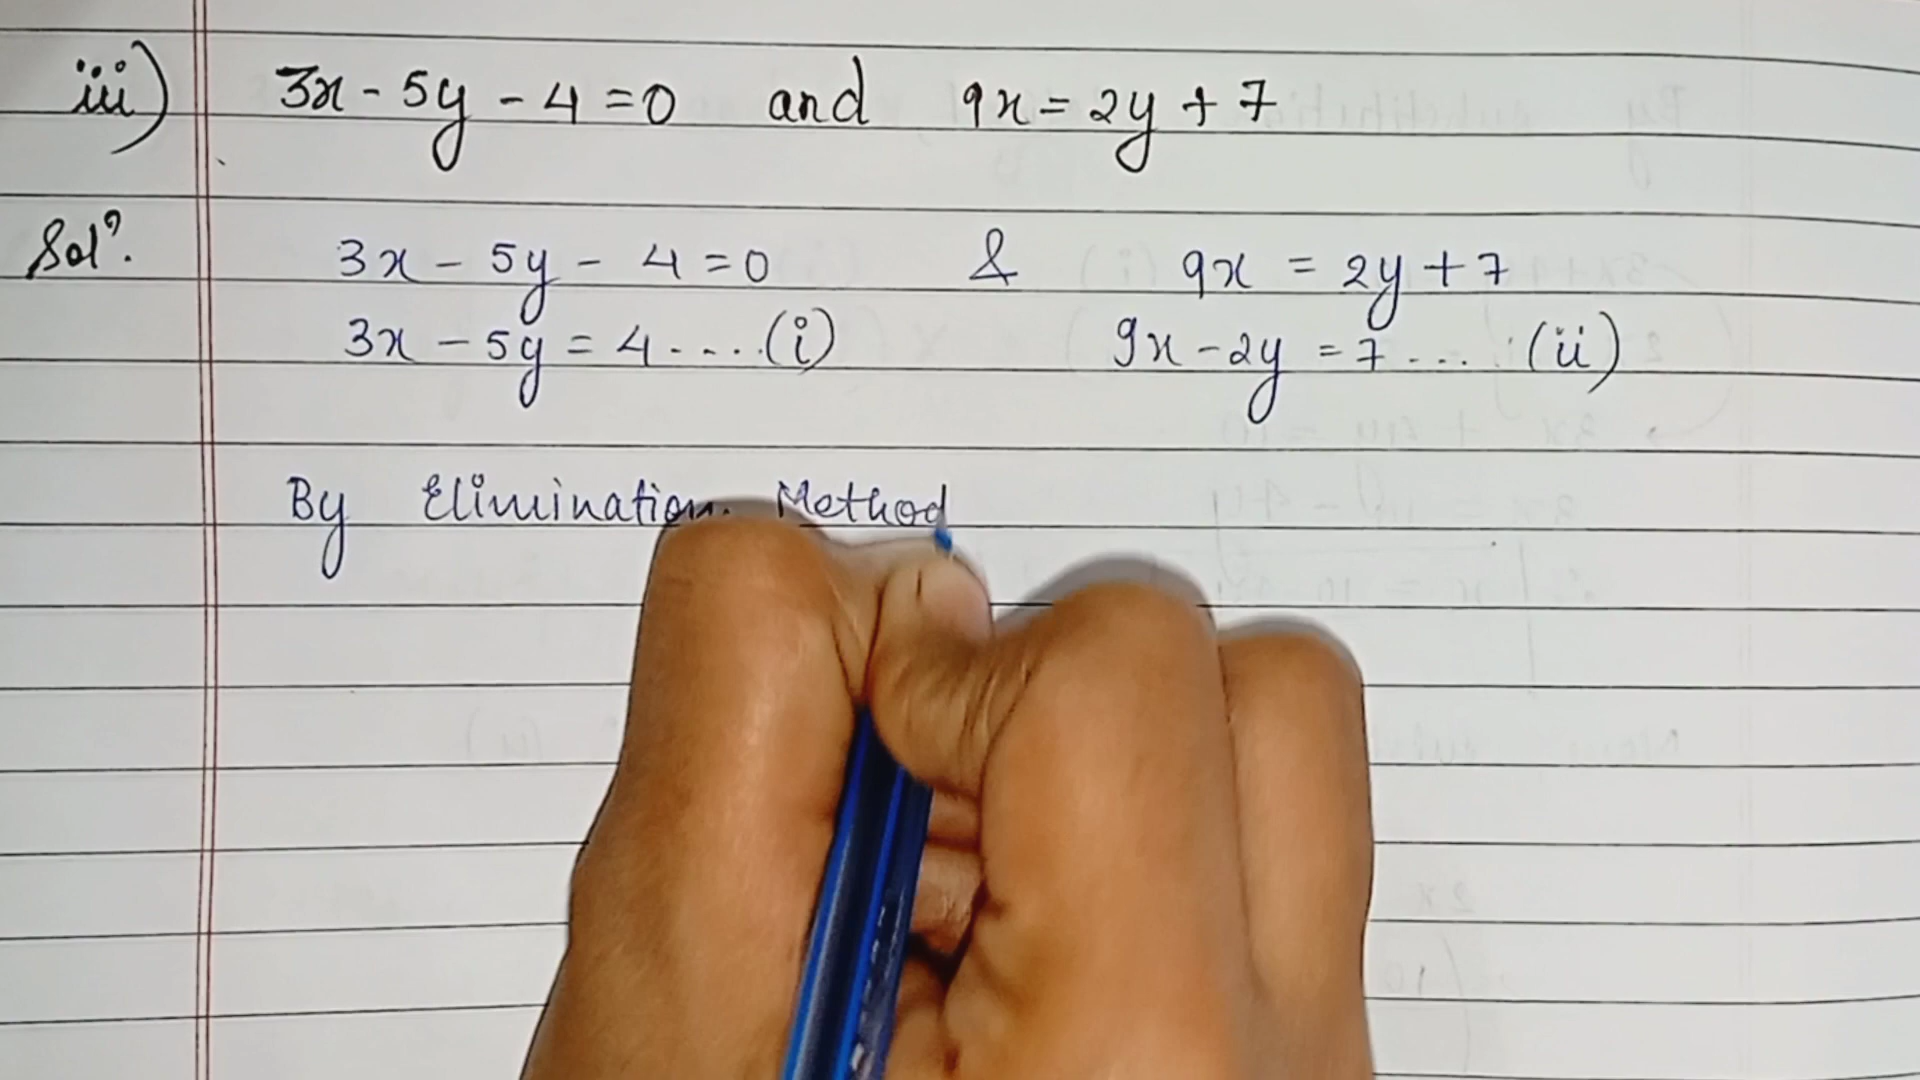 iii) 3x - 5y - 4 = 0 and 9x = 2y + 7
Solⁿ. 3x - 5y - 4 = 0 & 9x = 2y + 7
3x - 5y = 4 .... (i) 9x - 2y = 7 .... (ii)
By Elimination Method